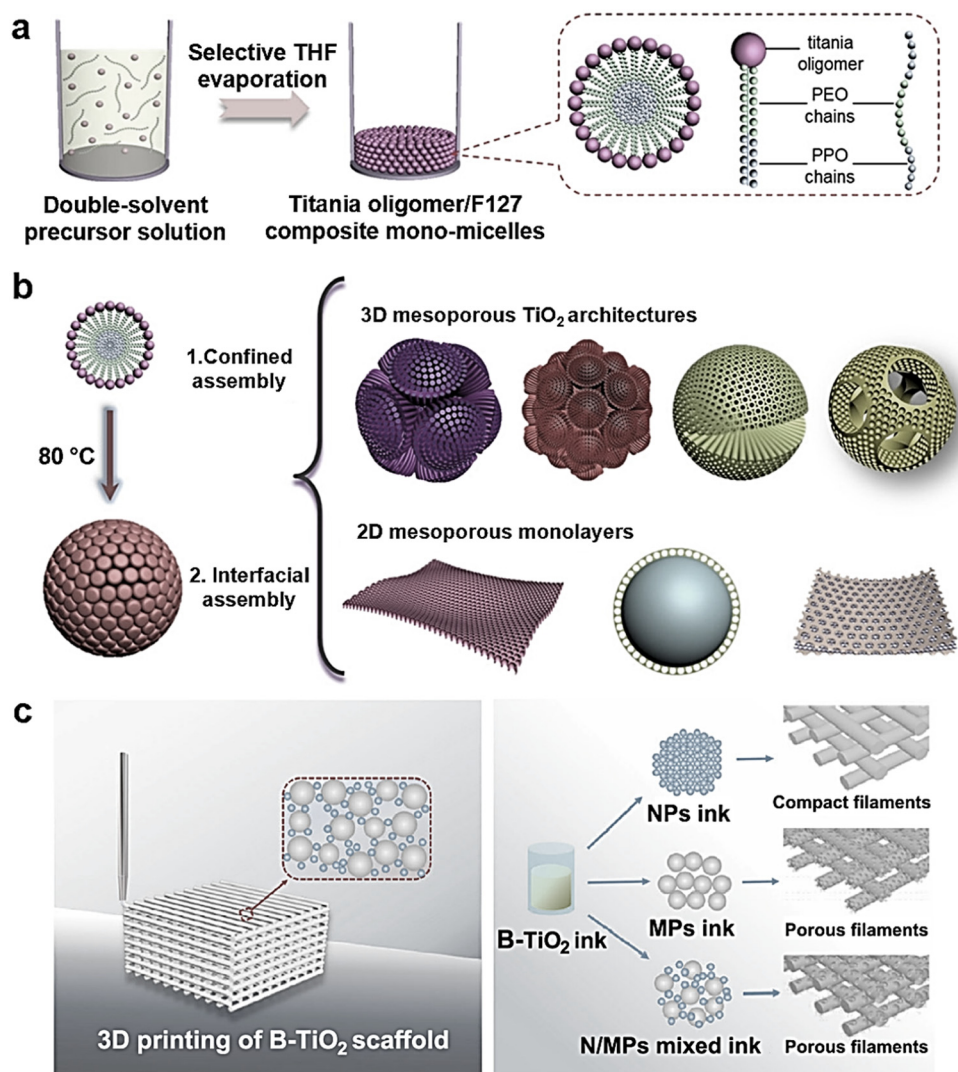 a
Selective THF
evaporation
Double-solvent
precursor solution
Titania oligomer/F127
composite mono-micelles
titania
oligomer
PEO
chains
PPO
chains
b
80 °C
1.Confined
assembly
2. Interfacial
assembly
3D mesoporous TiO₂ architectures
2D mesoporous monolayers
c
3D printing of B-TiO₂ scaffold
B-TiO₂ ink
NPs ink
Compact filaments
MPs ink
Porous filaments
N/MPs mixed ink
Porous filaments